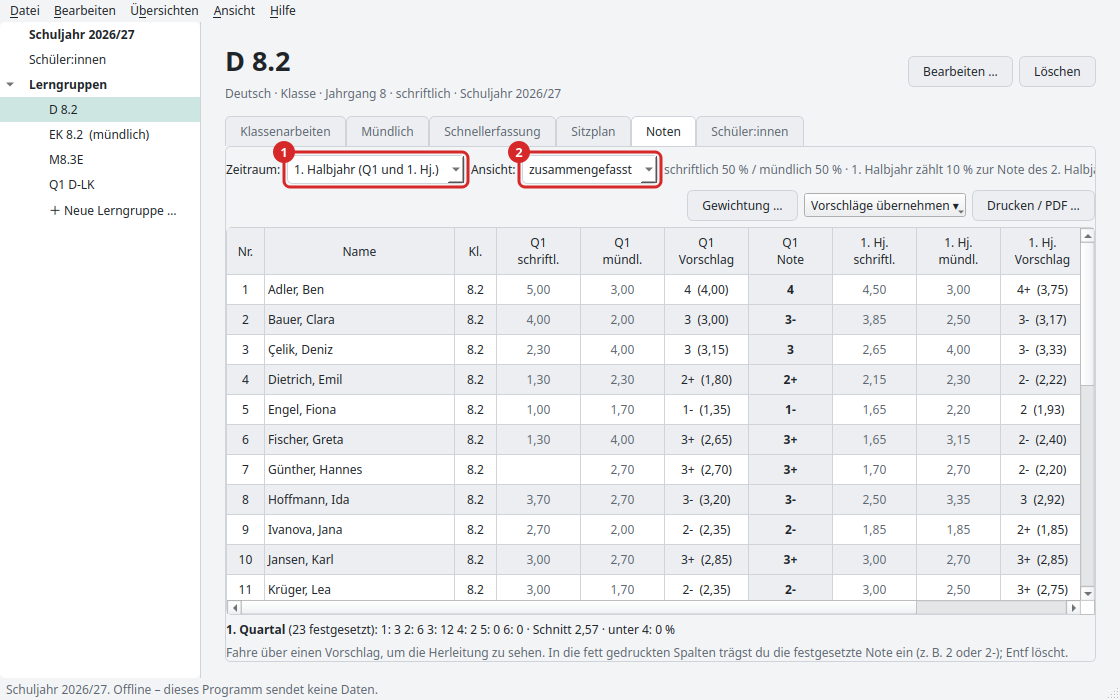 Datei Bearbeiten Übersichten Ansicht Hilfe
Schuljahr 2026/27
Schüler:innen
Lerngruppen
D 8.2
EK 8.2 (mündlich)
M8.3E
Q1 D-LK
+ Neue Lerngruppe ...
D 8.2
Bearbeiten ... Löschen
Deutsch · Klasse · Jahrgang 8 · schriftlich · Schuljahr 2026/27
Klassenarbeiten Mündlich Schnellerfassung Sitzplan Noten Schüler:innen
1 2
Zeitraum: 1. Halbjahr (Q1 und 1. Hj.) Ansicht: zusammengefasst schriftlich 50 % / mündlich 50 % · 1. Halbjahr zählt 10 % zur Note des 2. Halbj
Gewichtung ... Vorschläge übernehmen ▾ Drucken / PDF ...
Nr. Name Kl. Q1 schriftl. Q1 mündl. Q1 Vorschlag Q1 Note 1. Hj. schriftl. 1. Hj. mündl. 1. Hj. Vorschlag
1 Adler, Ben 8.2 5,00 3,00 4 (4,00) 4 4,50 3,00 4+ (3,75)
2 Bauer, Clara 8.2 4,00 2,00 3 (3,00) 3- 3,85 2,50 3- (3,17)
3 Çelik, Deniz 8.2 2,30 4,00 3 (3,15) 3 2,65 4,00 3- (3,33)
4 Dietrich, Emil 8.2 1,30 2,30 2+ (1,80) 2+ 2,15 2,30 2- (2,22)
5 Engel, Fiona 8.2 1,00 1,70 1- (1,35) 1- 1,65 2,20 2 (1,93)
6 Fischer, Greta 8.2 1,30 4,00 3+ (2,65) 3+ 1,65 3,15 2- (2,40)
7 Günther, Hannes 8.2 2,70 3+ (2,70) 3+ 1,70 2,70 2- (2,20)
8 Hoffmann, Ida 8.2 3,70 2,70 3- (3,20) 3- 2,50 3,35 3 (2,92)
9 Ivanova, Jana 8.2 2,70 2,00 2- (2,35) 2- 1,85 1,85 2+ (1,85)
10 Jansen, Karl 8.2 3,00 2,70 3+ (2,85) 3+ 3,00 2,70 3+ (2,85)
11 Krüger, Lea 8.2 3,00 1,70 2- (2,35) 2- 3,00 2,50 3+ (2,75)
1. Quartal (23 festgesetzt): 1: 3 2: 6 3: 12 4: 2 5: 0 6: 0 · Schnitt 2,57 · unter 4: 0 %
Fahre über einen Vorschlag, um die Herleitung zu sehen. In die fett gedruckten Spalten trägst du die festgesetzte Note ein (z. B. 2 oder 2-); Entf löscht.
Schuljahr 2026/27. Offline – dieses Programm sendet keine Daten.